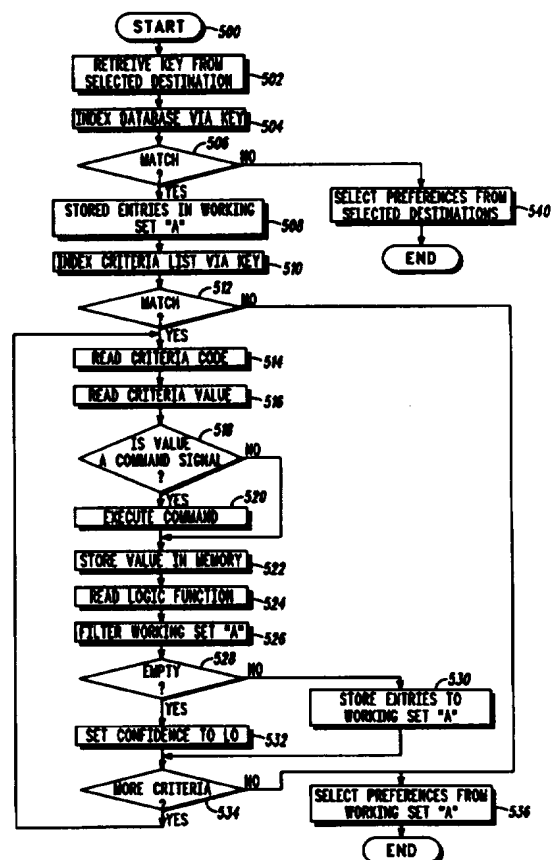 START
500
RETREIVE KEY FROM
SELECTED DESTINATION
502
INDEX DATABASE VIA KEY
504
506
MATCH
?
NO
YES
STORED ENTRIES IN WORKING
SET "A"
508
SELECT PREFERENCES FROM
SELECTED DESTINATIONS
540
END
INDEX CRITERIA LIST VIA KEY
510
512
MATCH
?
NO
YES
READ CRITERIA CODE
514
READ CRITERIA VALUE
516
518
IS VALUE
A COMMAND SIGNAL
?
NO
YES
520
EXECUTE COMMAND
STORE VALUE IN MEMORY
522
READ LOGIC FUNCTION
524
FILTER WORKING SET "A"
526
528
EMPTY
?
NO
YES
530
STORE ENTRIES TO
WORKING SET "A"
SET CONFIDENCE TO LO
532
MORE CRITERIA
?
NO
534
YES
SELECT PREFERENCES FROM
WORKING SET "A"
536
END